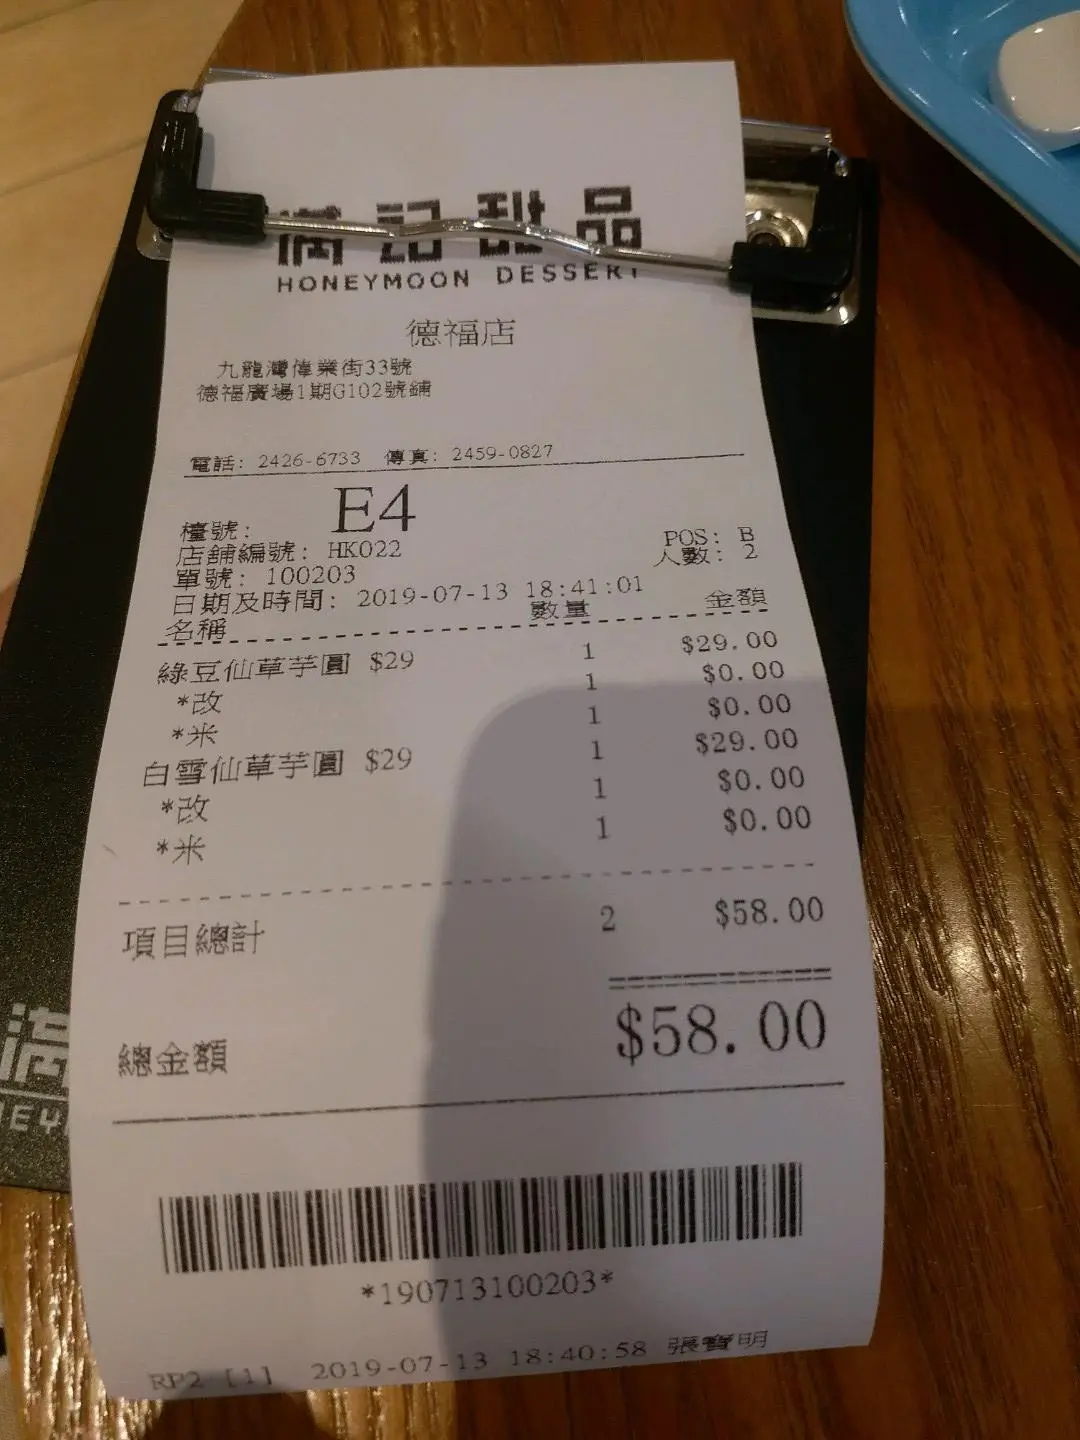 滿記甜品
HONEYMOON DESSERT
德福店
九龍灣偉業街33號
德福廣場1期G102號鋪
電話: 2426-6733 傳真: 2459-0827
檯號: E4
店舖編號: HK022 POS: B
單號: 100203 人數: 2
日期及時間: 2019-07-13 18:41:01
名稱 數量 金額
綠豆仙草芋圓 $29 1 $29.00
*改 1 $0.00
*米 1 $0.00
白雪仙草芋圓 $29 1 $29.00
*改 1 $0.00
*米 1 $0.00
項目總計 2 $58.00
總金額 $58.00
*190713100203*
RP2 [1] 2019-07-13 18:40:58 張寶明
滿
NEY